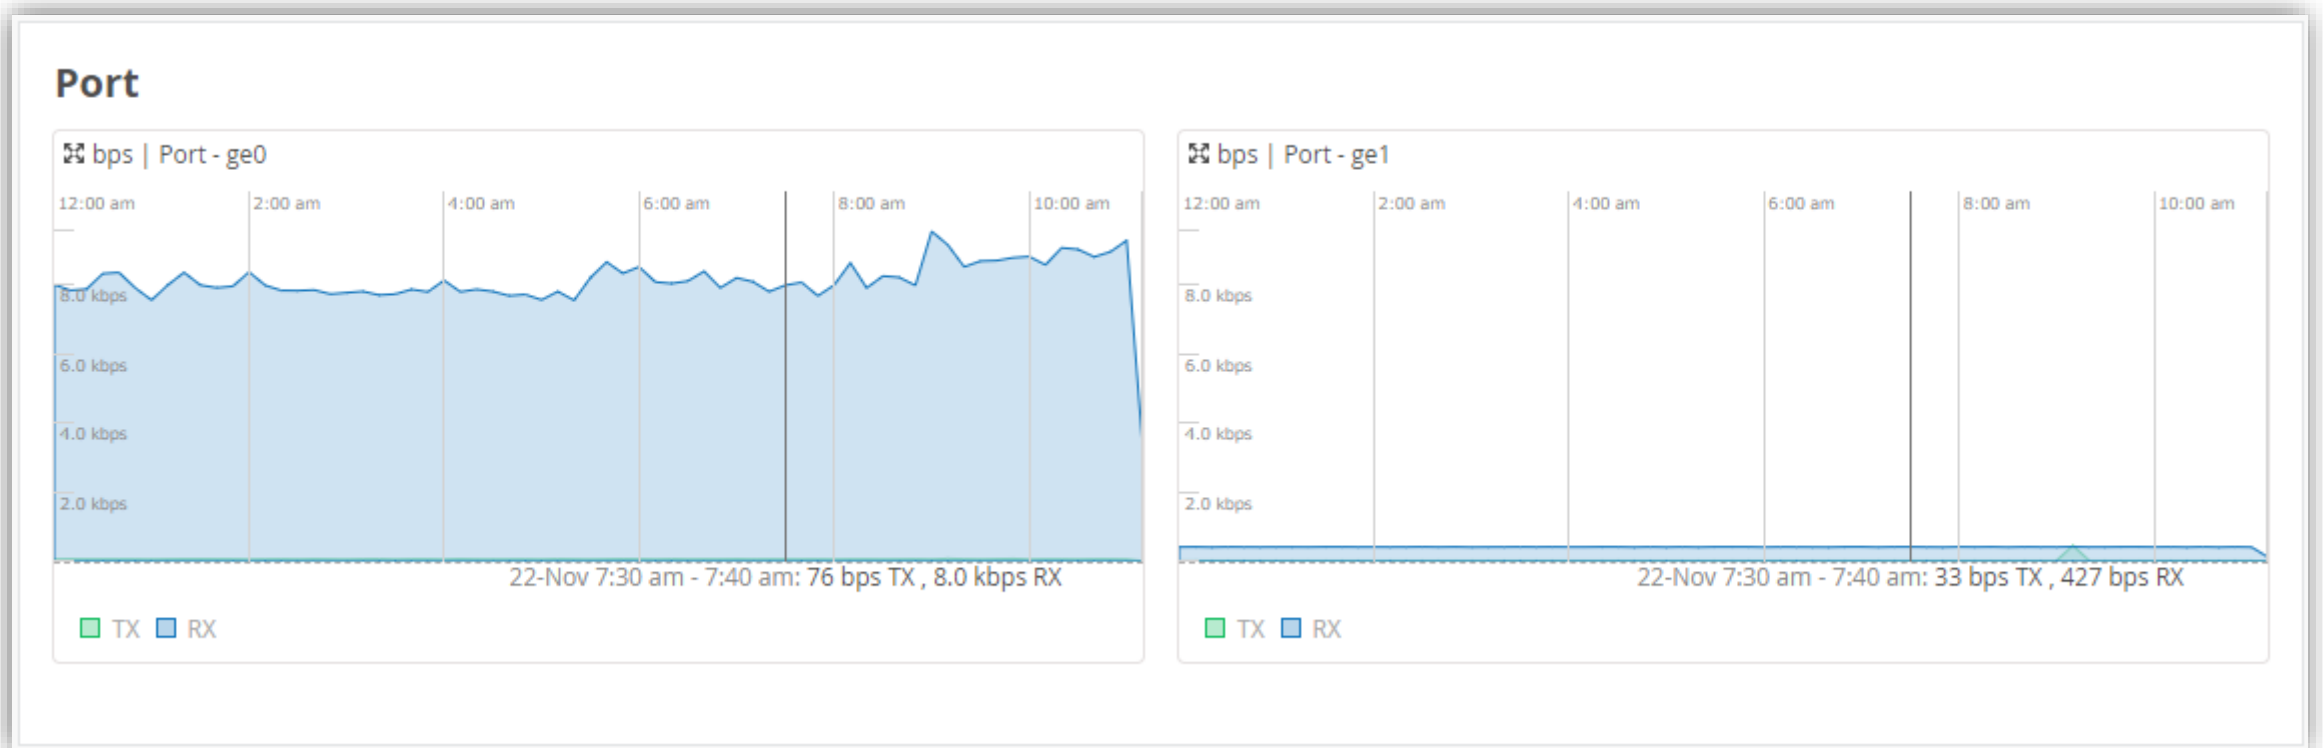 Port
bps | Port - ge0
12:00 am 2:00 am 4:00 am 6:00 am 8:00 am 10:00 am
8.0 kbps
6.0 kbps
4.0 kbps
2.0 kbps
22-Nov 7:30 am - 7:40 am: 76 bps TX , 8.0 kbps RX
TX RX
bps | Port - ge1
12:00 am 2:00 am 4:00 am 6:00 am 8:00 am 10:00 am
8.0 kbps
6.0 kbps
4.0 kbps
2.0 kbps
22-Nov 7:30 am - 7:40 am: 33 bps TX , 427 bps RX
TX RX